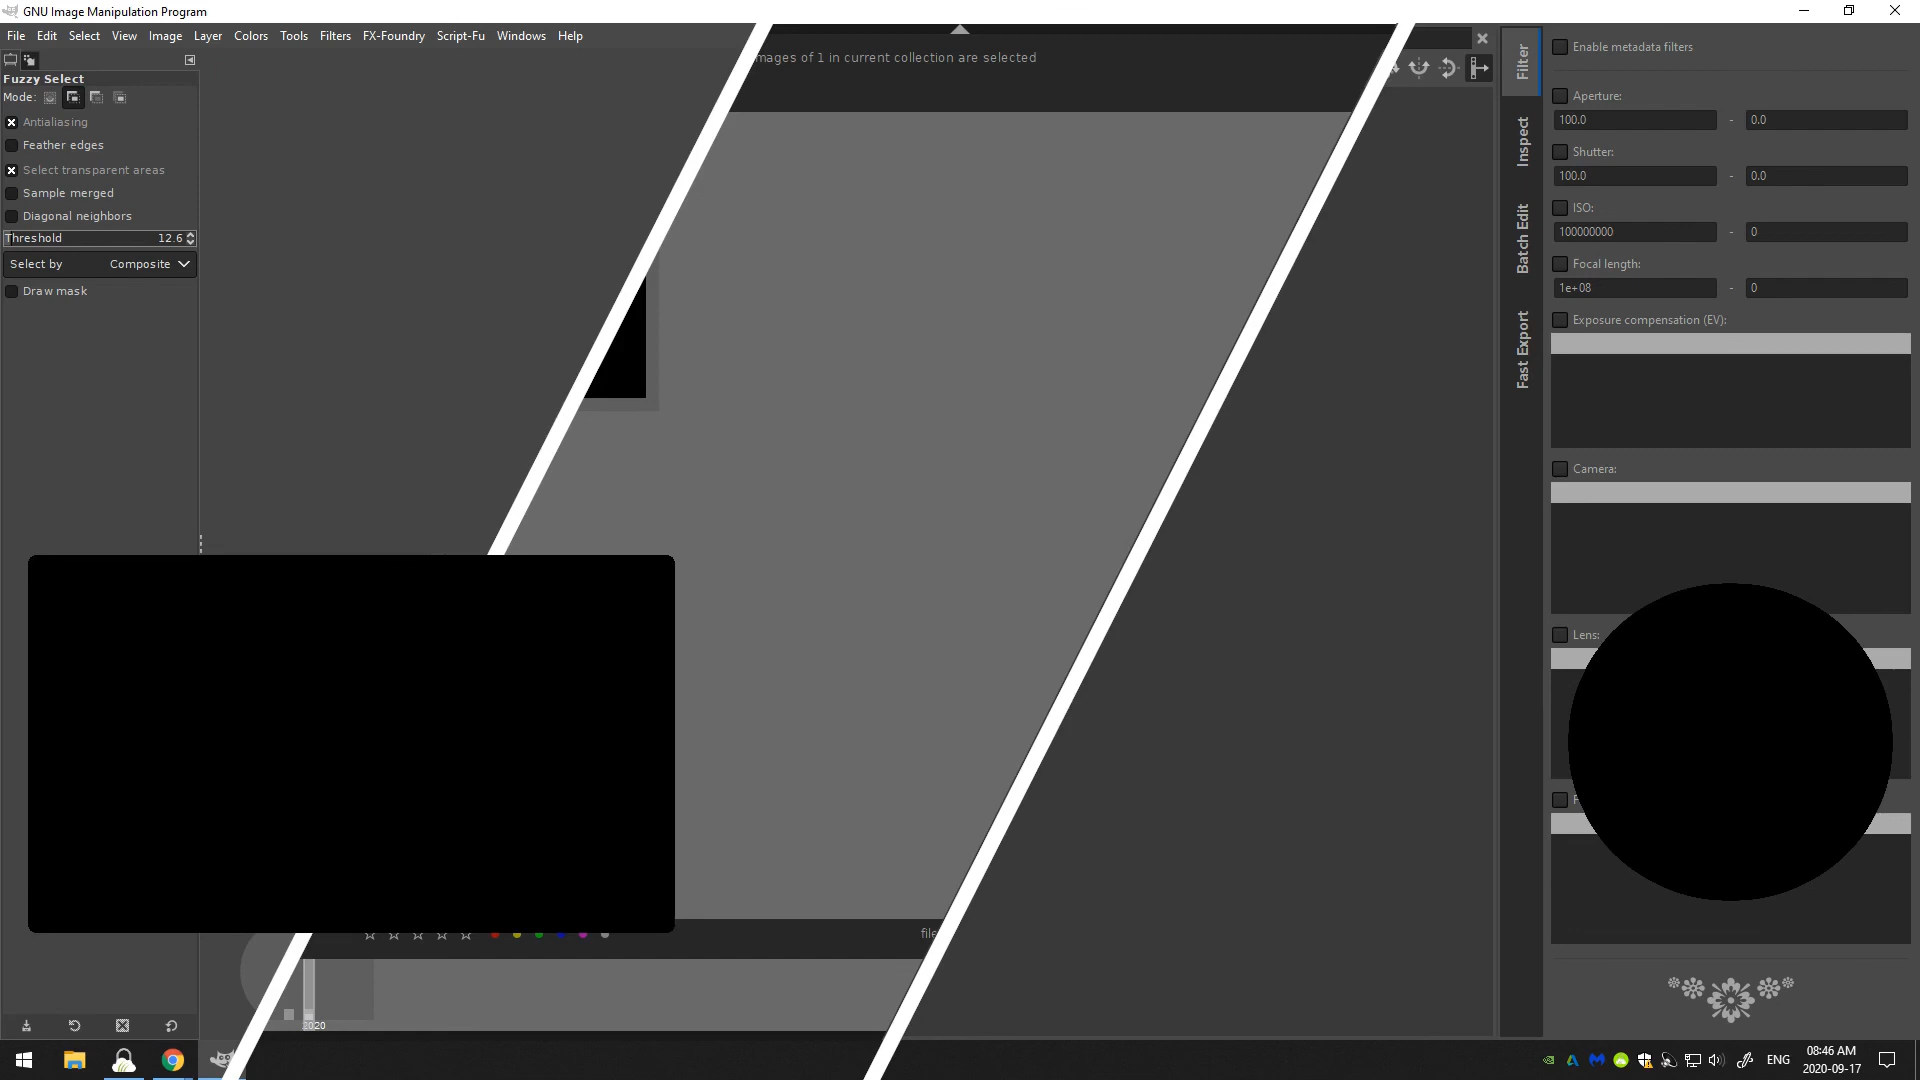 GNU Image Manipulation Program
File Edit Select View Image Layer Colors Tools Filters FX-Foundry Script-Fu Windows Help
Fuzzy Select
Mode:
Antialiasing
Feather edges
Select transparent areas
Sample merged
Diagonal neighbors
Threshold 12.6
Select by Composite
Draw mask
mages of 1 in current collection are selected
file
2020
Filter
Inspect
Batch Edit
Fast Export
Enable metadata filters
Aperture:
100.0 - 0.0
Shutter:
100.0 - 0.0
ISO:
100000000 - 0
Focal length:
1e+08 - 0
Exposure compensation (EV):
Camera:
Lens:
ENG
08:46 AM
2020-09-17